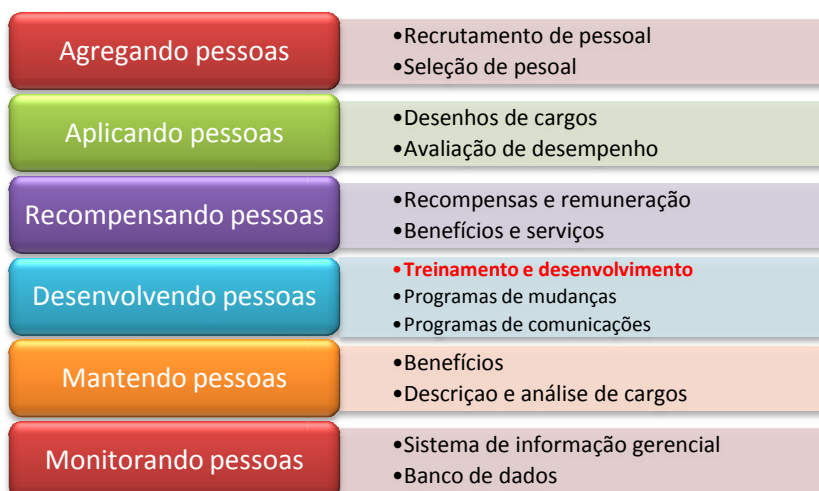 Agregando pessoas
•Recrutamento de pessoal
•Seleção de pesoal
Aplicando pessoas
•Desenhos de cargos
•Avaliação de desempenho
Recompensando pessoas
•Recompensas e remuneração
•Benefícios e serviços
Desenvolvendo pessoas
•Treinamento e desenvolvimento
•Programas de mudanças
•Programas de comunicações
Mantendo pessoas
•Benefícios
•Descriçao e análise de cargos
Monitorando pessoas
•Sistema de informação gerencial
•Banco de dados